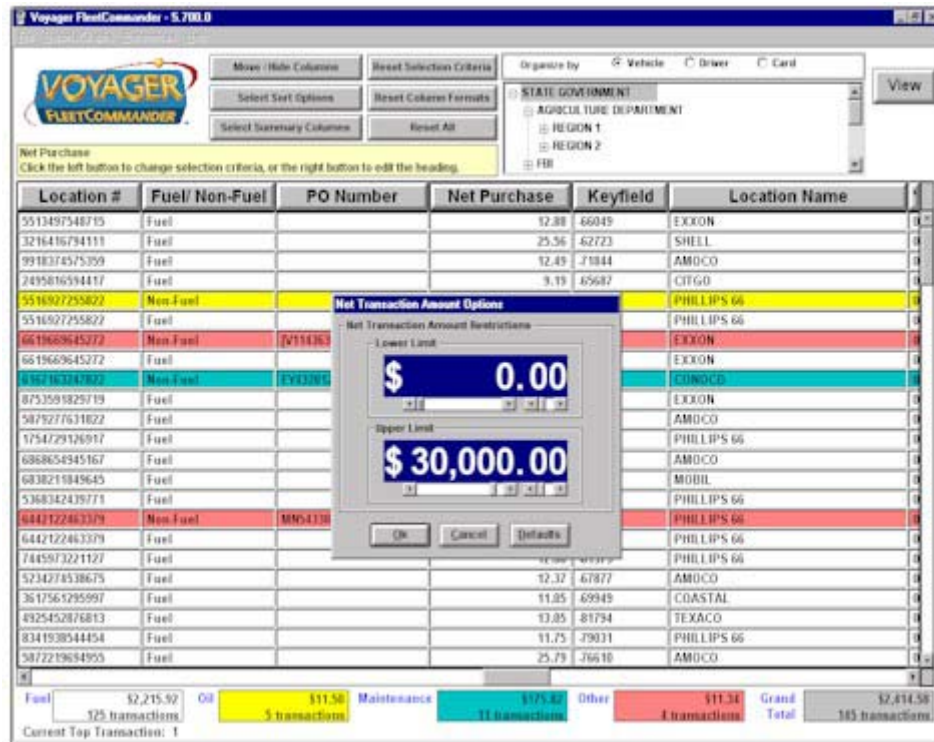 Voyager FleetCommander - 5.700.0
VOYAGER
FLEETCOMMANDER
Move / Hide Columns
Reset Selection Criteria
Select Sort Options
Reset Column Formats
Select Summary Columns
Reset All
Organize by Vehicle Driver Card
STATE GOVERNMENT
AGRICULTURE DEPARTMENT
REGION 1
REGION 2
FBI
View
Net Purchase
Click the left button to change selection criteria, or the right button to edit the heading.
Location # Fuel/ Non-Fuel PO Number Net Purchase Keyfield Location Name
5513497548715 Fuel 12.88 66049 EXXON
3216416794111 Fuel 25.56 62723 SHELL
9918374575359 Fuel 12.49 71844 AMOCO
2495816594417 Fuel 9.19 65687 CITGO
5516927255822 Non-Fuel PHILLIPS 66
5516927255822 Fuel PHILLIPS 66
6619669645272 Non-Fuel EXXON
6619669645272 Fuel EXXON
Non-Fuel CONOCO
8753591829719 Fuel EXXON
5879277631822 Fuel AMOCO
1754729126917 Fuel PHILLIPS 66
6868654945167 Fuel AMOCO
6838211849645 Fuel MOBIL
5368342439771 Fuel PHILLIPS 66
6442122463379 Non-Fuel PHILLIPS 66
6442122463379 Fuel PHILLIPS 66
7445973221127 Fuel PHILLIPS 66
5234274538675 Fuel 12.37 67877 AMOCO
3617561295997 Fuel 11.05 69949 COASTAL
4925452876813 Fuel 13.05 81794 TEXACO
8341938544454 Fuel 11.75 79031 PHILLIPS 66
5872219694955 Fuel 25.79 76610 AMOCO
Net Transaction Amount Options
Net Transaction Amount Restrictions
Lower Limit
$ 0.00
Upper Limit
$ 30,000.00
Ok Cancel Defaults
Fuel $2,215.92 Oil $11.50 Maintenance $175.82 Other $11.34 Grand Total $2,414.58
125 transactions 5 transactions 11 transactions 4 transactions 145 transactions
Current Top Transaction: 1